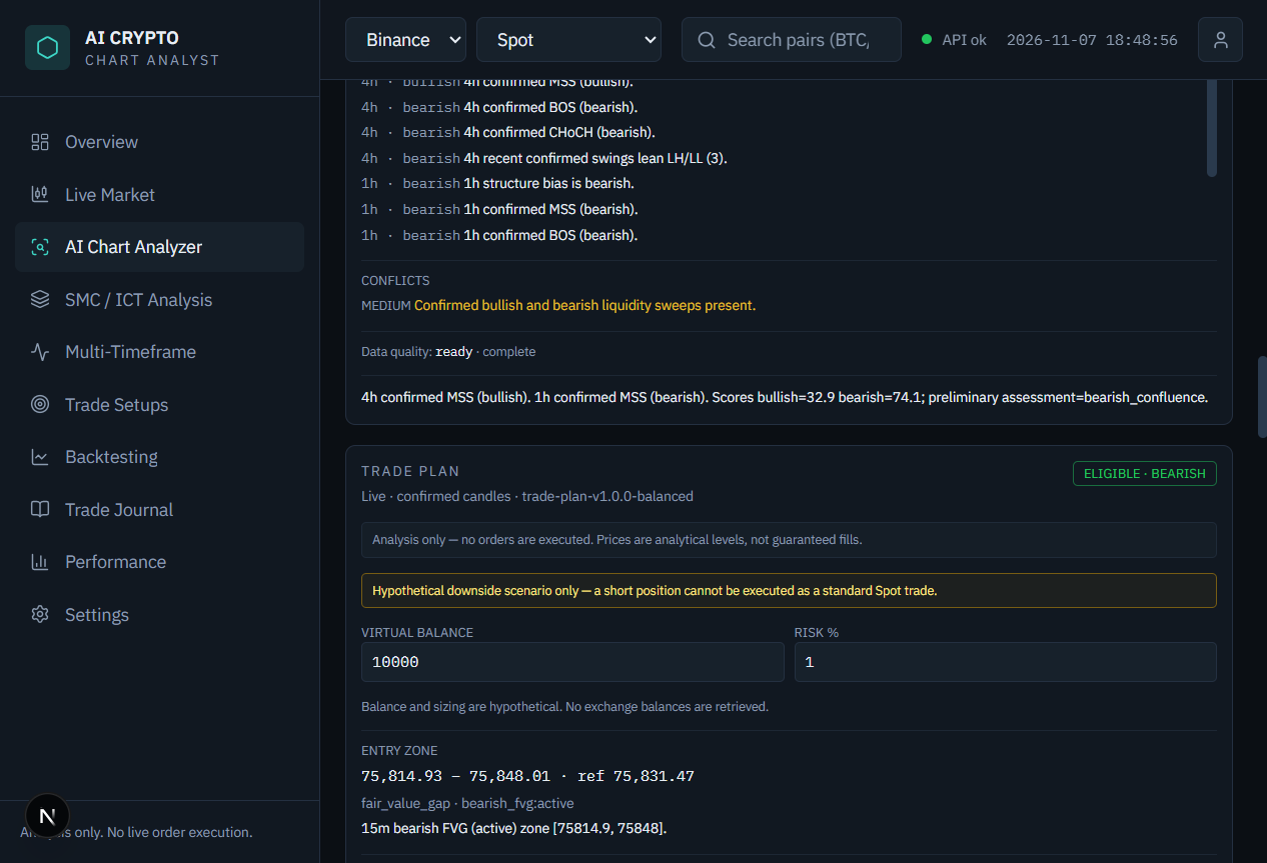 AI CRYPTO
CHART ANALYST
Binance
Spot
Search pairs (BTC,
API ok
2026-11-07 18:48:56
Overview
Live Market
AI Chart Analyzer
SMC / ICT Analysis
Multi-Timeframe
Trade Setups
Backtesting
Trade Journal
Performance
Settings
N
only. No live order execution.
4h · bullish 4h confirmed MSS (bullish).
4h · bearish 4h confirmed BOS (bearish).
4h · bearish 4h confirmed CHoCH (bearish).
4h · bearish 4h recent confirmed swings lean LH/LL (3).
1h · bearish 1h structure bias is bearish.
1h · bearish 1h confirmed MSS (bearish).
1h · bearish 1h confirmed BOS (bearish).
CONFLICTS
MEDIUM Confirmed bullish and bearish liquidity sweeps present.
Data quality: ready · complete
4h confirmed MSS (bullish). 1h confirmed MSS (bearish). Scores bullish=32.9 bearish=74.1; preliminary assessment=bearish_confluence.
TRADE PLAN
ELIGIBLE · BEARISH
Live · confirmed candles · trade-plan-v1.0.0-balanced
Analysis only — no orders are executed. Prices are analytical levels, not guaranteed fills.
Hypothetical downside scenario only — a short position cannot be executed as a standard Spot trade.
VIRTUAL BALANCE
RISK %
10000
1
Balance and sizing are hypothetical. No exchange balances are retrieved.
ENTRY ZONE
75,814.93 – 75,848.01 · ref 75,831.47
fair_value_gap · bearish_fvg:active
15m bearish FVG (active) zone [75814.9, 75848].